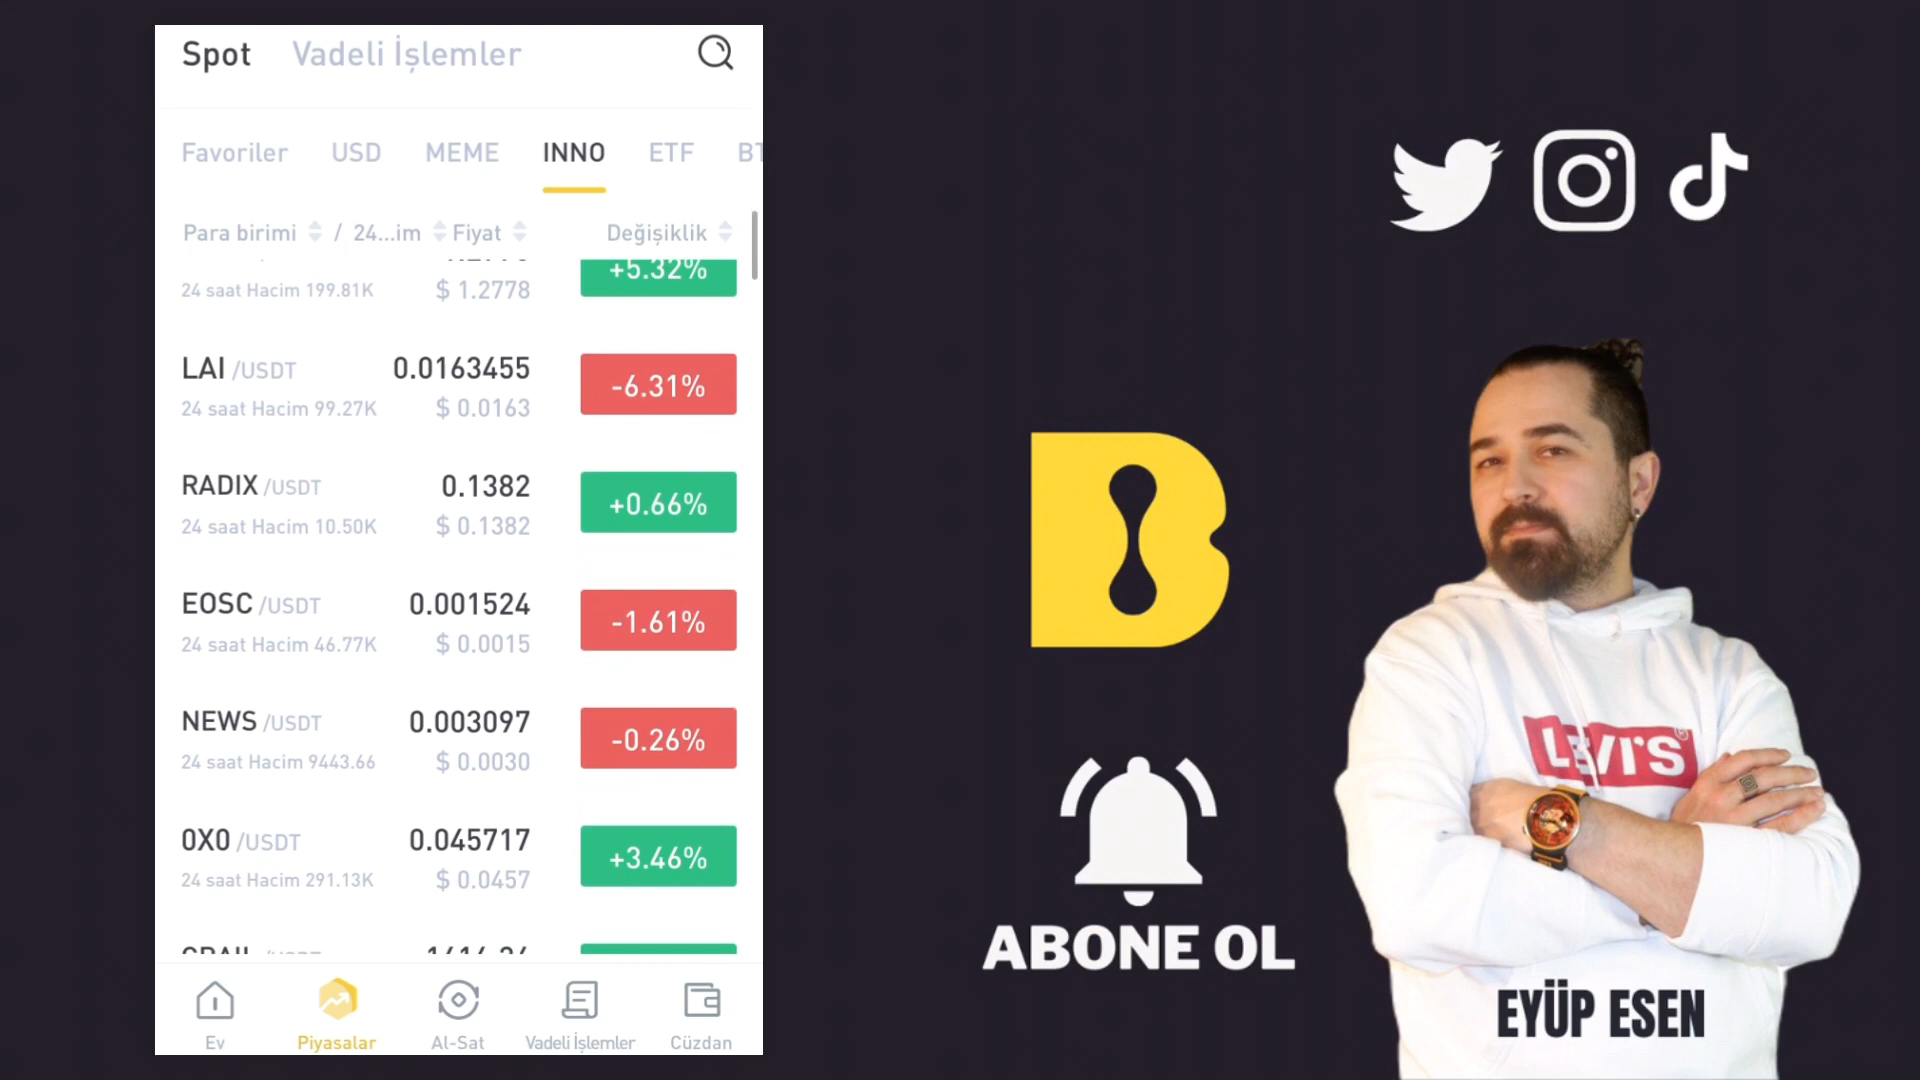 Spot Vadeli İşlemler
Favoriler USD MEME INNO ETF BT
Para birimi / 24...im Fiyat Değişiklik
+5.32%
24 saat Hacim 199.81K $ 1.2778
LAI /USDT 0.0163455 -6.31%
24 saat Hacim 99.27K $ 0.0163
RADIX /USDT 0.1382 +0.66%
24 saat Hacim 10.50K $ 0.1382
EOSC /USDT 0.001524 -1.61%
24 saat Hacim 46.77K $ 0.0015
NEWS /USDT 0.003097 -0.26%
24 saat Hacim 9443.66 $ 0.0030
0X0 /USDT 0.045717 +3.46%
24 saat Hacim 291.13K $ 0.0457
Ev Piyasalar Al-Sat Vadeli İşlemler Cüzdan
B
ABONE OL
LEVI'S®
EYÜP ESEN